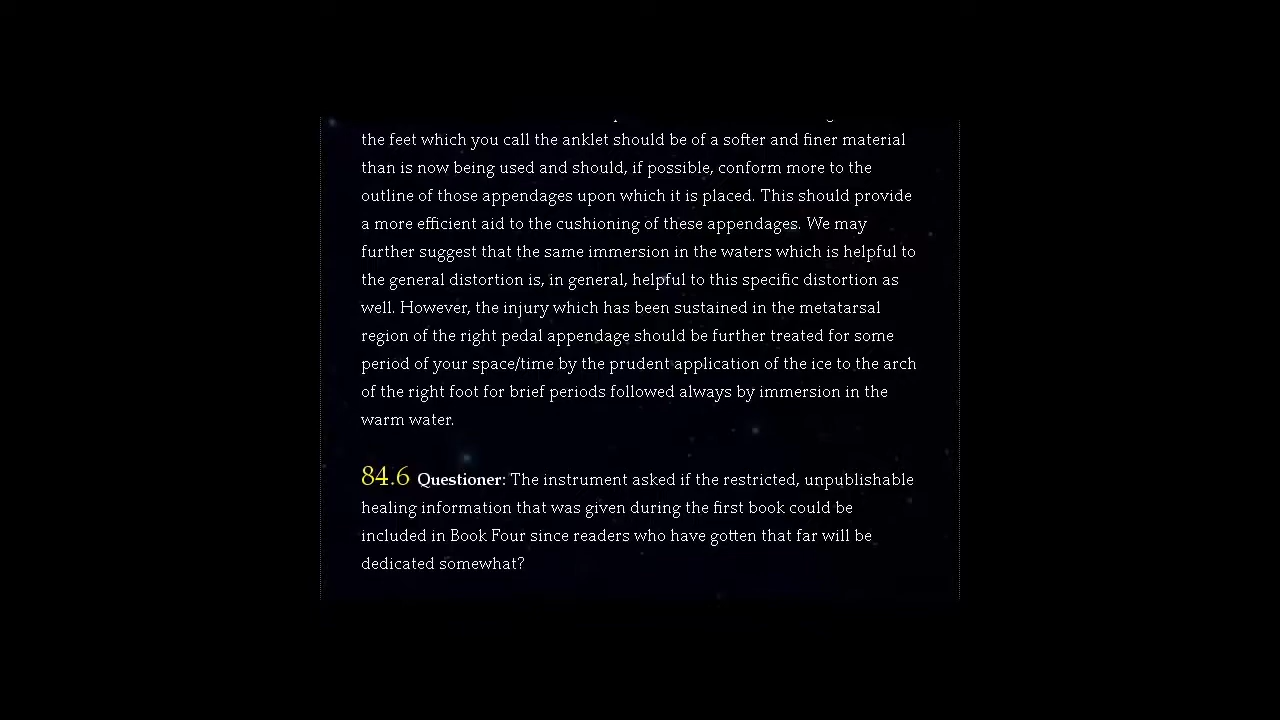 the feet which you call the anklet should be of a softer and finer material
than is now being used and should, if possible, conform more to the
outline of those appendages upon which it is placed. This should provide
a more efficient aid to the cushioning of these appendages. We may
further suggest that the same immersion in the waters which is helpful to
the general distortion is, in general, helpful to this specific distortion as
well. However, the injury which has been sustained in the metatarsal
region of the right pedal appendage should be further treated for some
period of your space/time by the prudent application of the ice to the arch
of the right foot for brief periods followed always by immersion in the
warm water.
84.6 Questioner: The instrument asked if the restricted, unpublishable
healing information that was given during the first book could be
included in Book Four since readers who have gotten that far will be
dedicated somewhat?